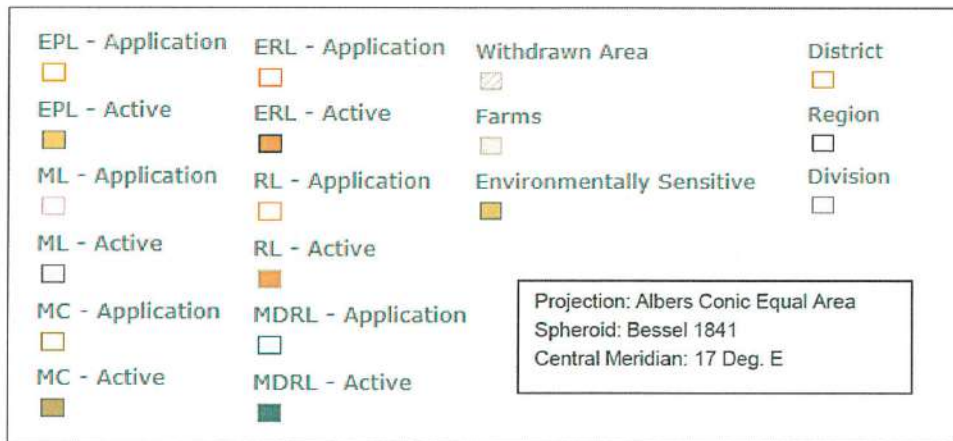 EPL - Application
EPL - Active
ML - Application
ML - Active
MC - Application
MC - Active
ERL - Application
ERL - Active
RL - Application
RL - Active
MDRL - Application
MDRL - Active
Withdrawn Area
Farms
Environmentally Sensitive
District
Region
Division
Projection: Albers Conic Equal Area
Spheroid: Bessel 1841
Central Meridian: 17 Deg. E